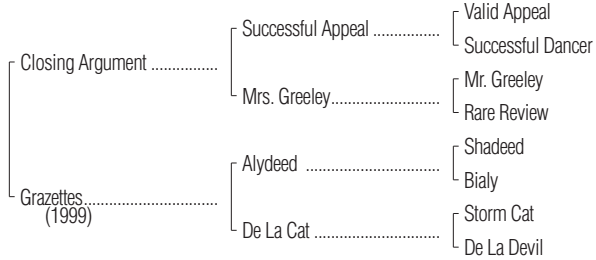 Valid Appeal
Successful Appeal ................
Successful Dancer
Closing Argument ................
Mr. Greeley
Mrs. Greeley..........................
Rare Review
Shadeed
Alydeed ................................
Bialy
Grazettes................................
(1999)
Storm Cat
De La Cat ..............................
De La Devil